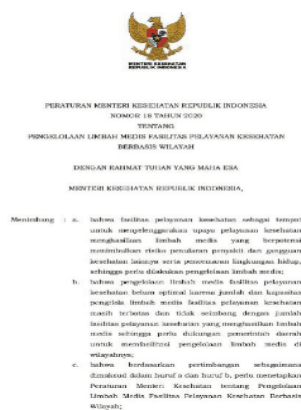 MENTERI KESEHATAN
REPUBLIK INDONESIA
PERATURAN MENTERI KESEHATAN REPUBLIK INDONESIA
NOMOR 18 TAHUN 2020
TENTANG
PENGELOLAAN LIMBAH MEDIS FASILITAS PELAYANAN KESEHATAN
BERBASIS WILAYAH
DENGAN RAHMAT TUHAN YANG MAHA ESA
MENTERI KESEHATAN REPUBLIK INDONESIA,
Menimbang : a. bahwa fasilitas pelayanan kesehatan sebagai tempat
untuk menyelenggarakan upaya pelayanan kesehatan
menghasilkan limbah medis yang berpotensi
menimbulkan risiko penularan penyakit dan gangguan
kesehatan lainnya serta pencemaran lingkungan hidup,
sehingga perlu dilakukan pengelolaan limbah medis;
b. bahwa pengelolaan limbah medis fasilitas pelayanan
kesehatan belum optimal karena jumlah dan kapasitas
pengelola limbah medis fasilitas pelayanan kesehatan
masih terbatas dan tidak seimbang dengan jumlah
fasilitas pelayanan kesehatan yang menghasilkan limbah
medis sehingga perlu dukungan pemerintah daerah
untuk memfasilitasi pengelolaan limbah medis di
wilayahnya;
c. bahwa berdasarkan pertimbangan sebagaimana
dimaksud dalam huruf a dan huruf b, perlu menetapkan
Peraturan Menteri Kesehatan tentang Pengelolaan
Limbah Medis Fasilitas Pelayanan Kesehatan Berbasis
Wilayah;